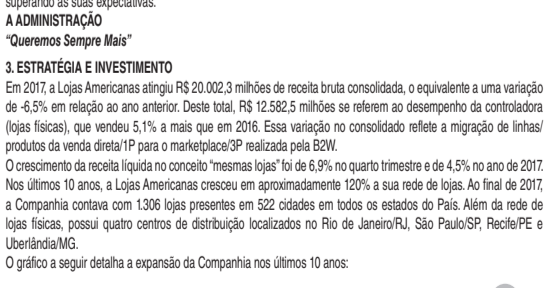 superando as suas expectativas.
A ADMINISTRAÇÃO
“Queremos Sempre Mais”
3. ESTRATÉGIA E INVESTIMENTO
Em 2017, a Lojas Americanas atingiu R$ 20.002,3 milhões de receita bruta consolidada, o equivalente a uma variação
de -6,5% em relação ao ano anterior. Deste total, R$ 12.582,5 milhões se referem ao desempenho da controladora
(lojas físicas), que vendeu 5,1% a mais que em 2016. Essa variação no consolidado reflete a migração de linhas/
produtos da venda direta/1P para o marketplace/3P realizada pela B2W.
O crescimento da receita líquida no conceito “mesmas lojas” foi de 6,9% no quarto trimestre e de 4,5% no ano de 2017.
Nos últimos 10 anos, a Lojas Americanas cresceu em aproximadamente 120% a sua rede de lojas. Ao final de 2017,
a Companhia contava com 1.306 lojas presentes em 522 cidades em todos os estados do País. Além da rede de
lojas físicas, possui quatro centros de distribuição localizados no Rio de Janeiro/RJ, São Paulo/SP, Recife/PE e
Uberlândia/MG.
O gráfico a seguir detalha a expansão da Companhia nos últimos 10 anos: